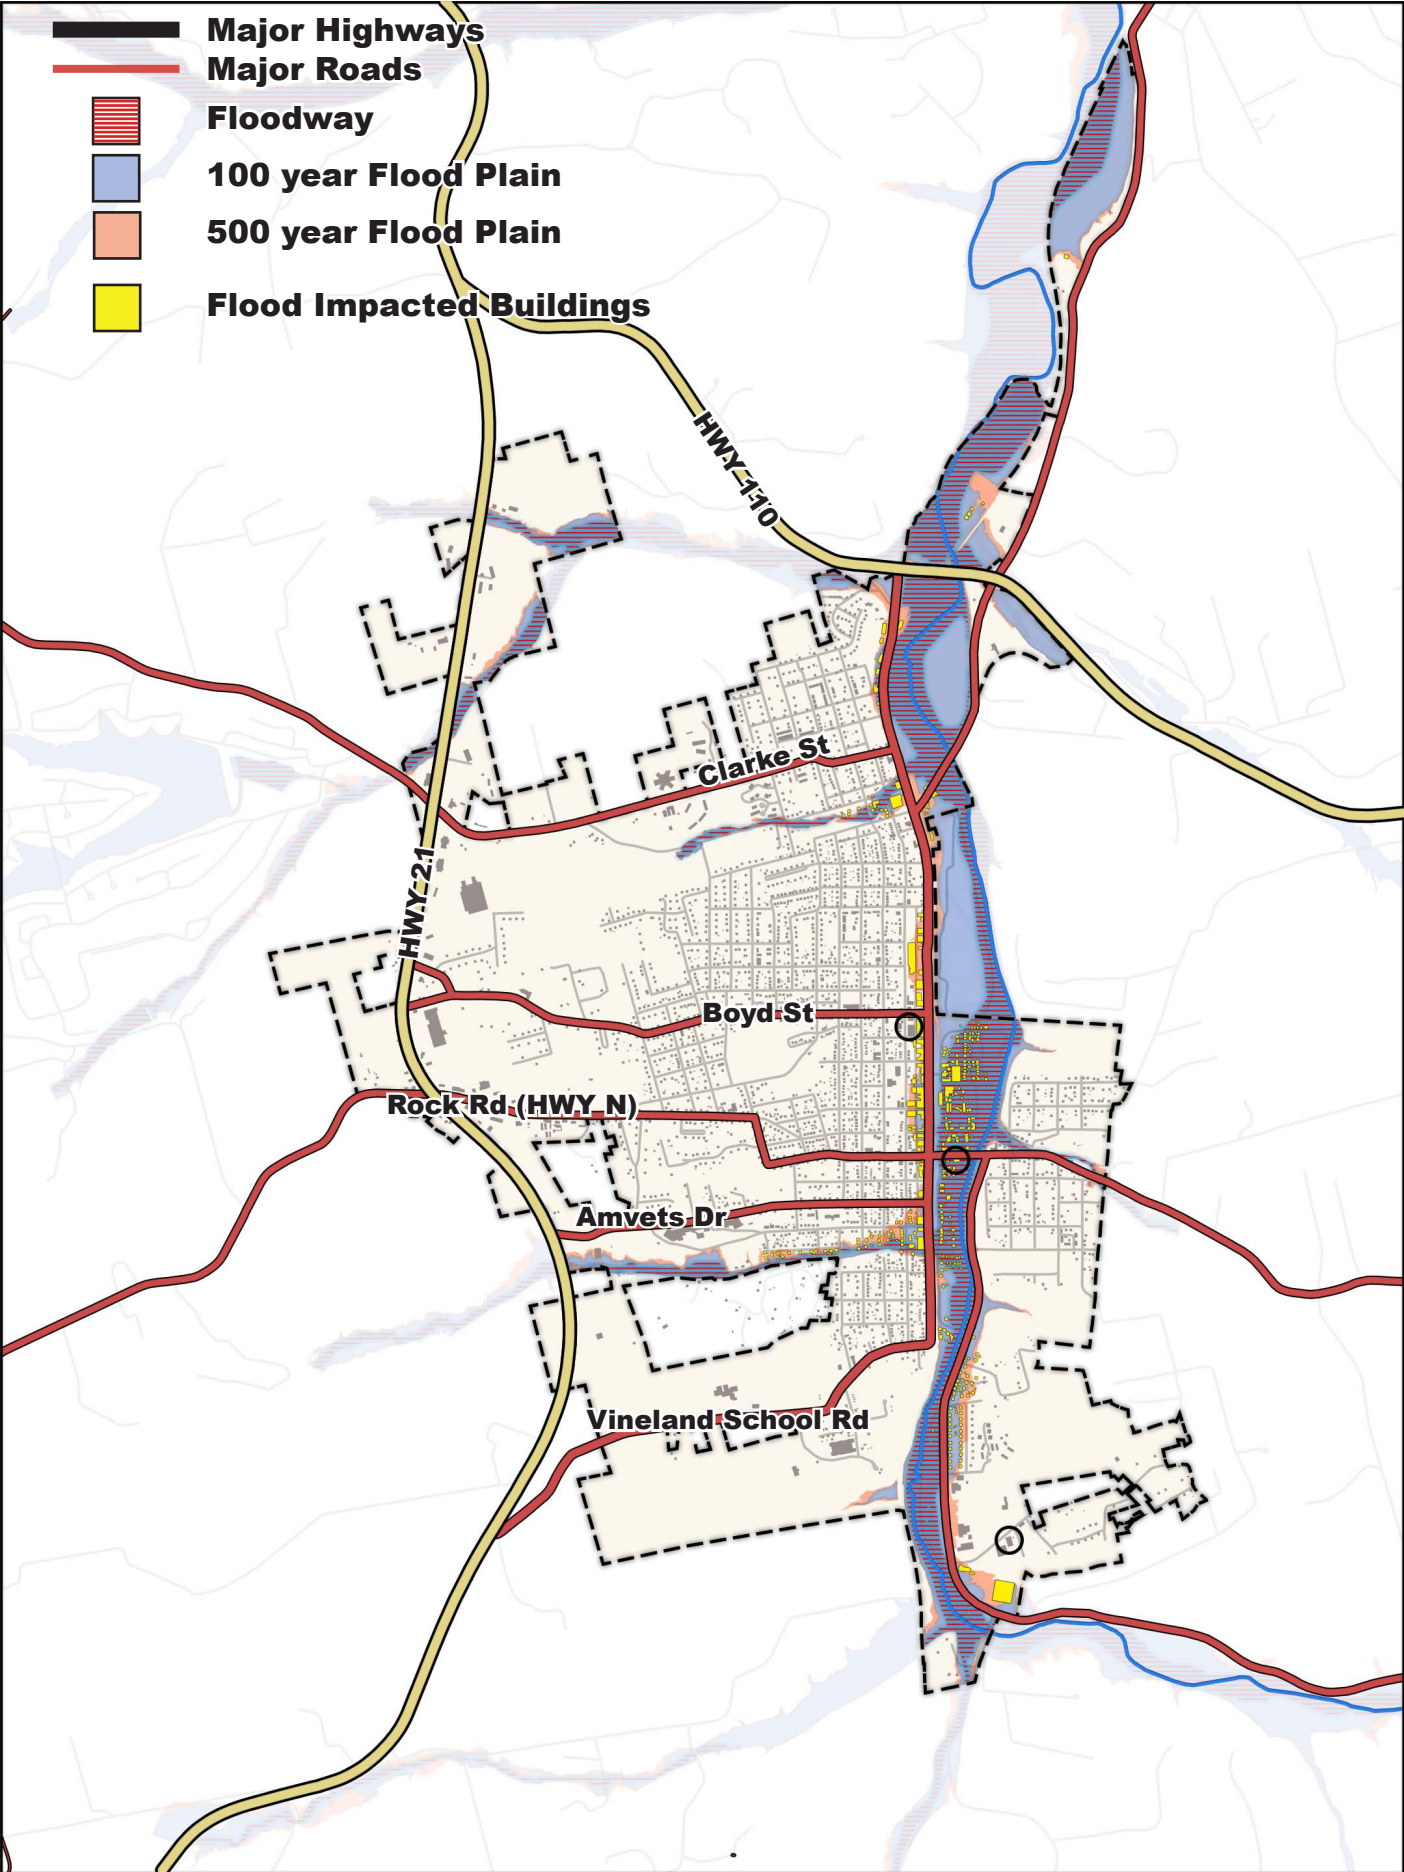 Major Highways
Major Roads
Floodway
100 year Flood Plain
500 year Flood Plain
Flood Impacted Buildings
HWY 110
Clarke St
HWY 21
Boyd St
Rock Rd (HWY N)
Amvets Dr
Vineland School Rd